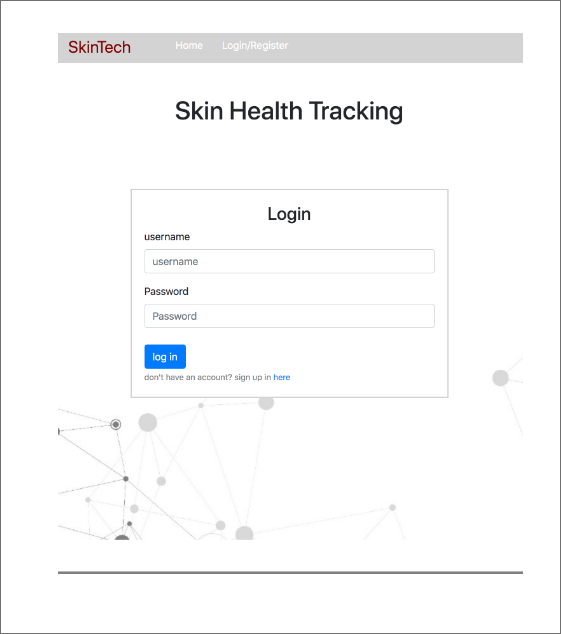 SkinTech Home Login/Register
Skin Health Tracking
Login
username
username
Password
Password
log in
don't have an account? sign up in here